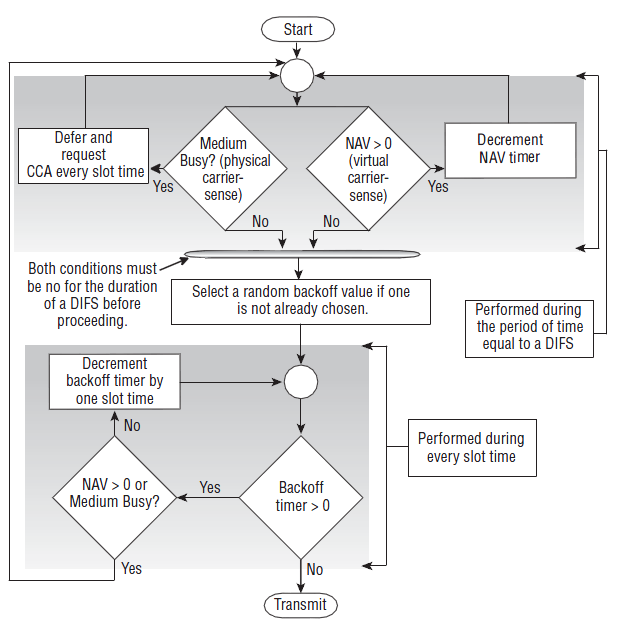 Start
Defer and
request
CCA every slot time
Yes
Medium
Busy? (physical
carrier-
sense)
No
NAV > 0
(virtual
carrier-
sense)
No
Yes
Decrement
NAV timer
Both conditions must
be no for the duration
of a DIFS before
proceeding.
Select a random backoff value if one
is not already chosen.
Performed during
the period of time
equal to a DIFS
Decrement
backoff timer by
one slot time
No
NAV > 0 or
Medium Busy?
Yes
Yes
Backoff
timer > 0
No
Performed during
every slot time
Transmit